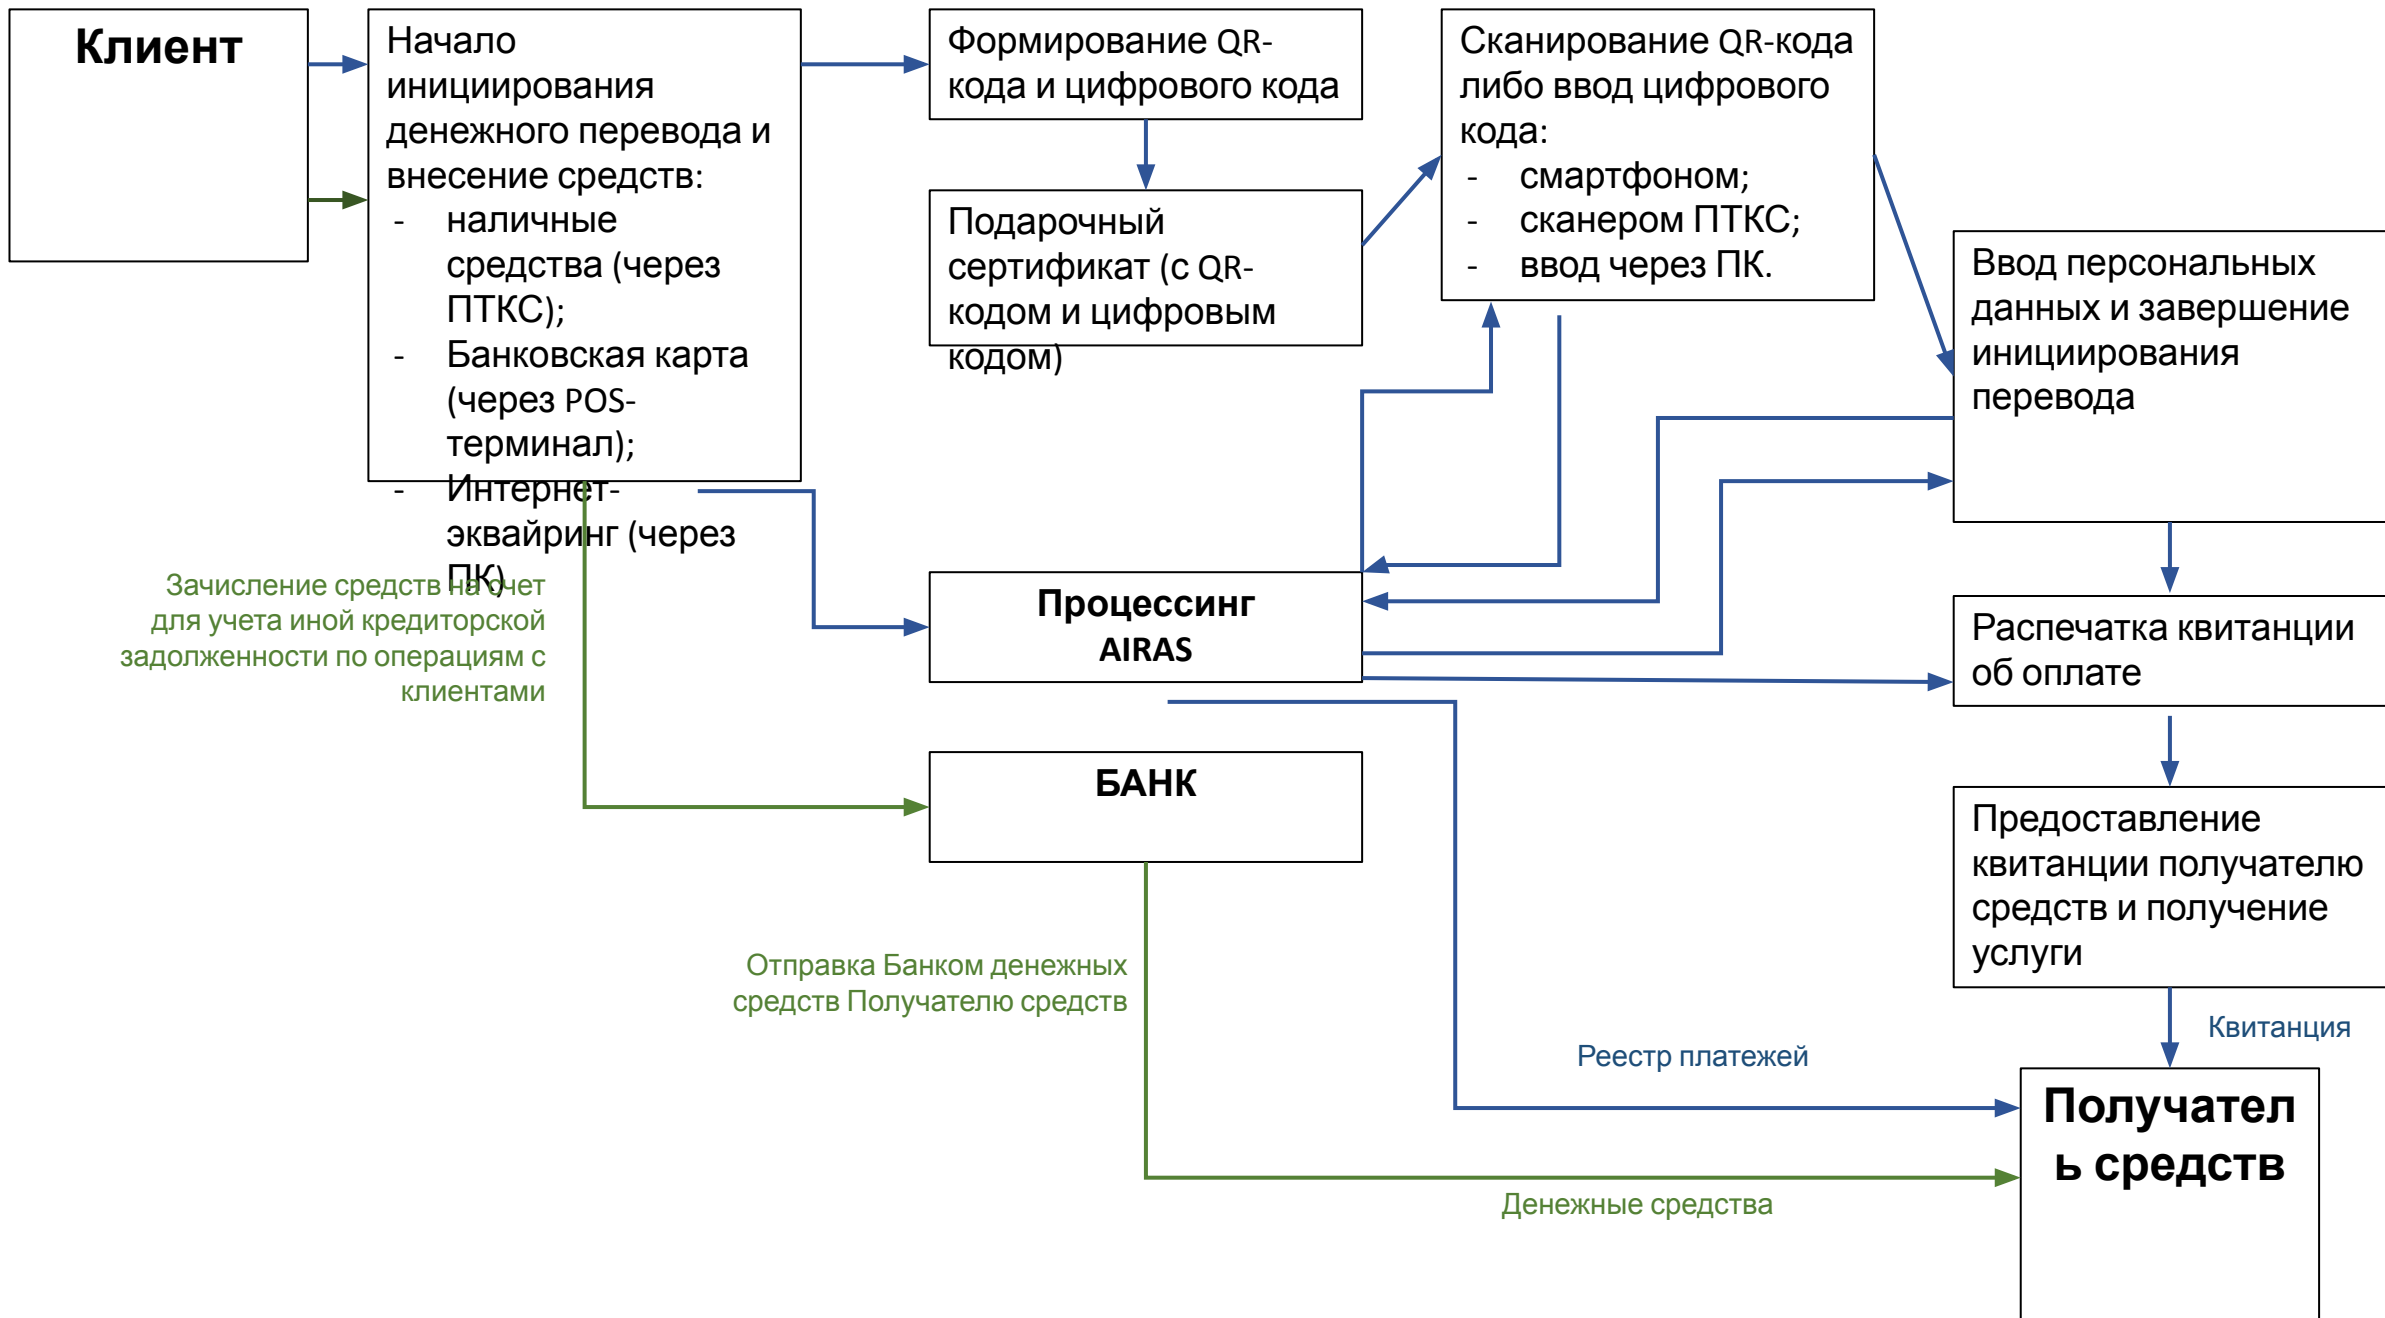 Клиент
Начало
инициирования
денежного перевода и
внесение средств:
- наличные
средства (через
ПТКС);
- Банковская карта
(через POS-
терминал);
- Интернет-
эквайринг (через
ПК)
Формирование QR-
кода и цифрового кода
Подарочный
сертификат (с QR-
кодом и цифровым
кодом)
Сканирование QR-кода
либо ввод цифрового
кода:
- смартфоном;
- сканером ПТКС;
- ввод через ПК.
Ввод персональных
данных и завершение
инициирования
перевода
Зачисление средств на счет
для учета иной кредиторской
задолженности по операциям с
клиентами
Процессинг
AIRAS
Распечатка квитанции
об оплате
БАНК
Предоставление
квитанции получателю
средств и получение
услуги
Отправка Банком денежных
средств Получателю средств
Квитанция
Реестр платежей
Получател
ь средств
Денежные средства